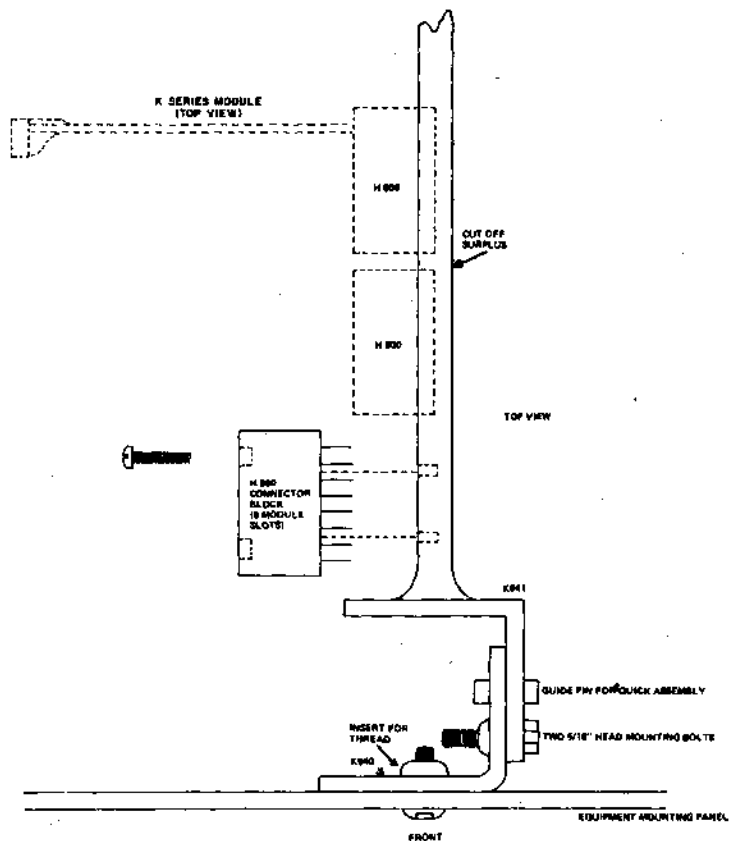 K SERIES MODULE
(TOP VIEW)
H 800
CUT OFF
SURPLUS
H 800
TOP VIEW
H 800
CONNECTOR
BLOCK
(8 MODULE
SLOTS)
K941
GUIDE PIN FOR QUICK ASSEMBLY
INSERT FOR
THREAD
TWO 5/16" HEAD MOUNTING BOLTS
K940
EQUIPMENT MOUNTING PANEL
FRONT